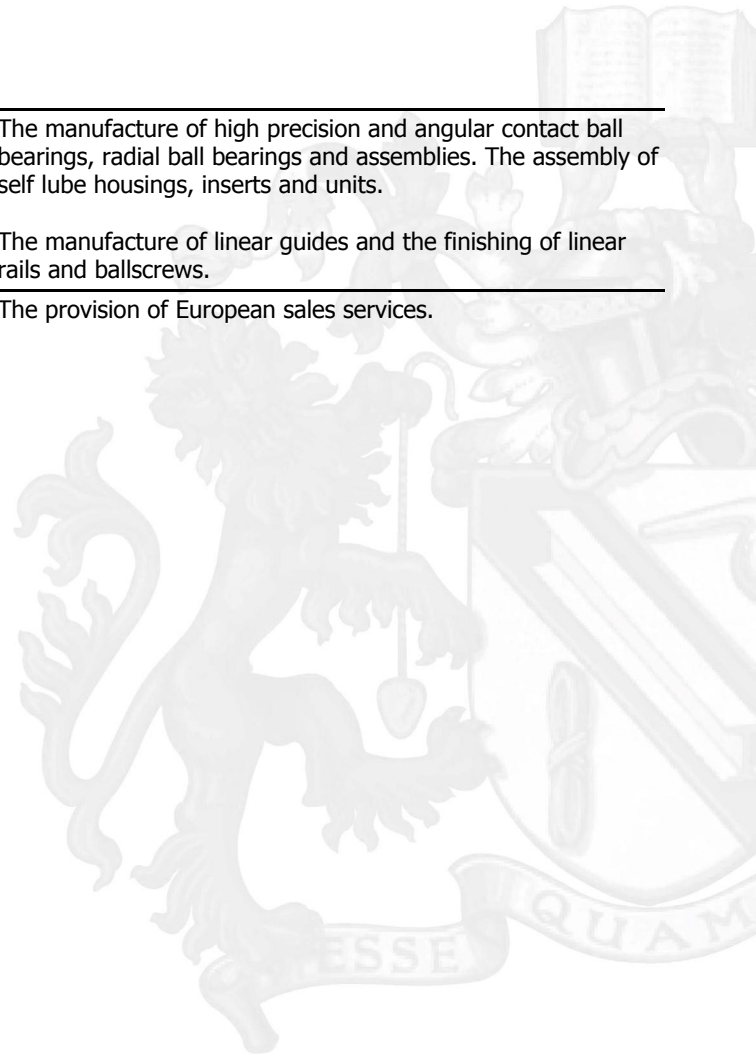 The manufacture of high precision and angular contact ball
bearings, radial ball bearings and assemblies. The assembly of
self lube housings, inserts and units.
The manufacture of linear guides and the finishing of linear
rails and ballscrews.
The provision of European sales services.
ESSE
QUAM